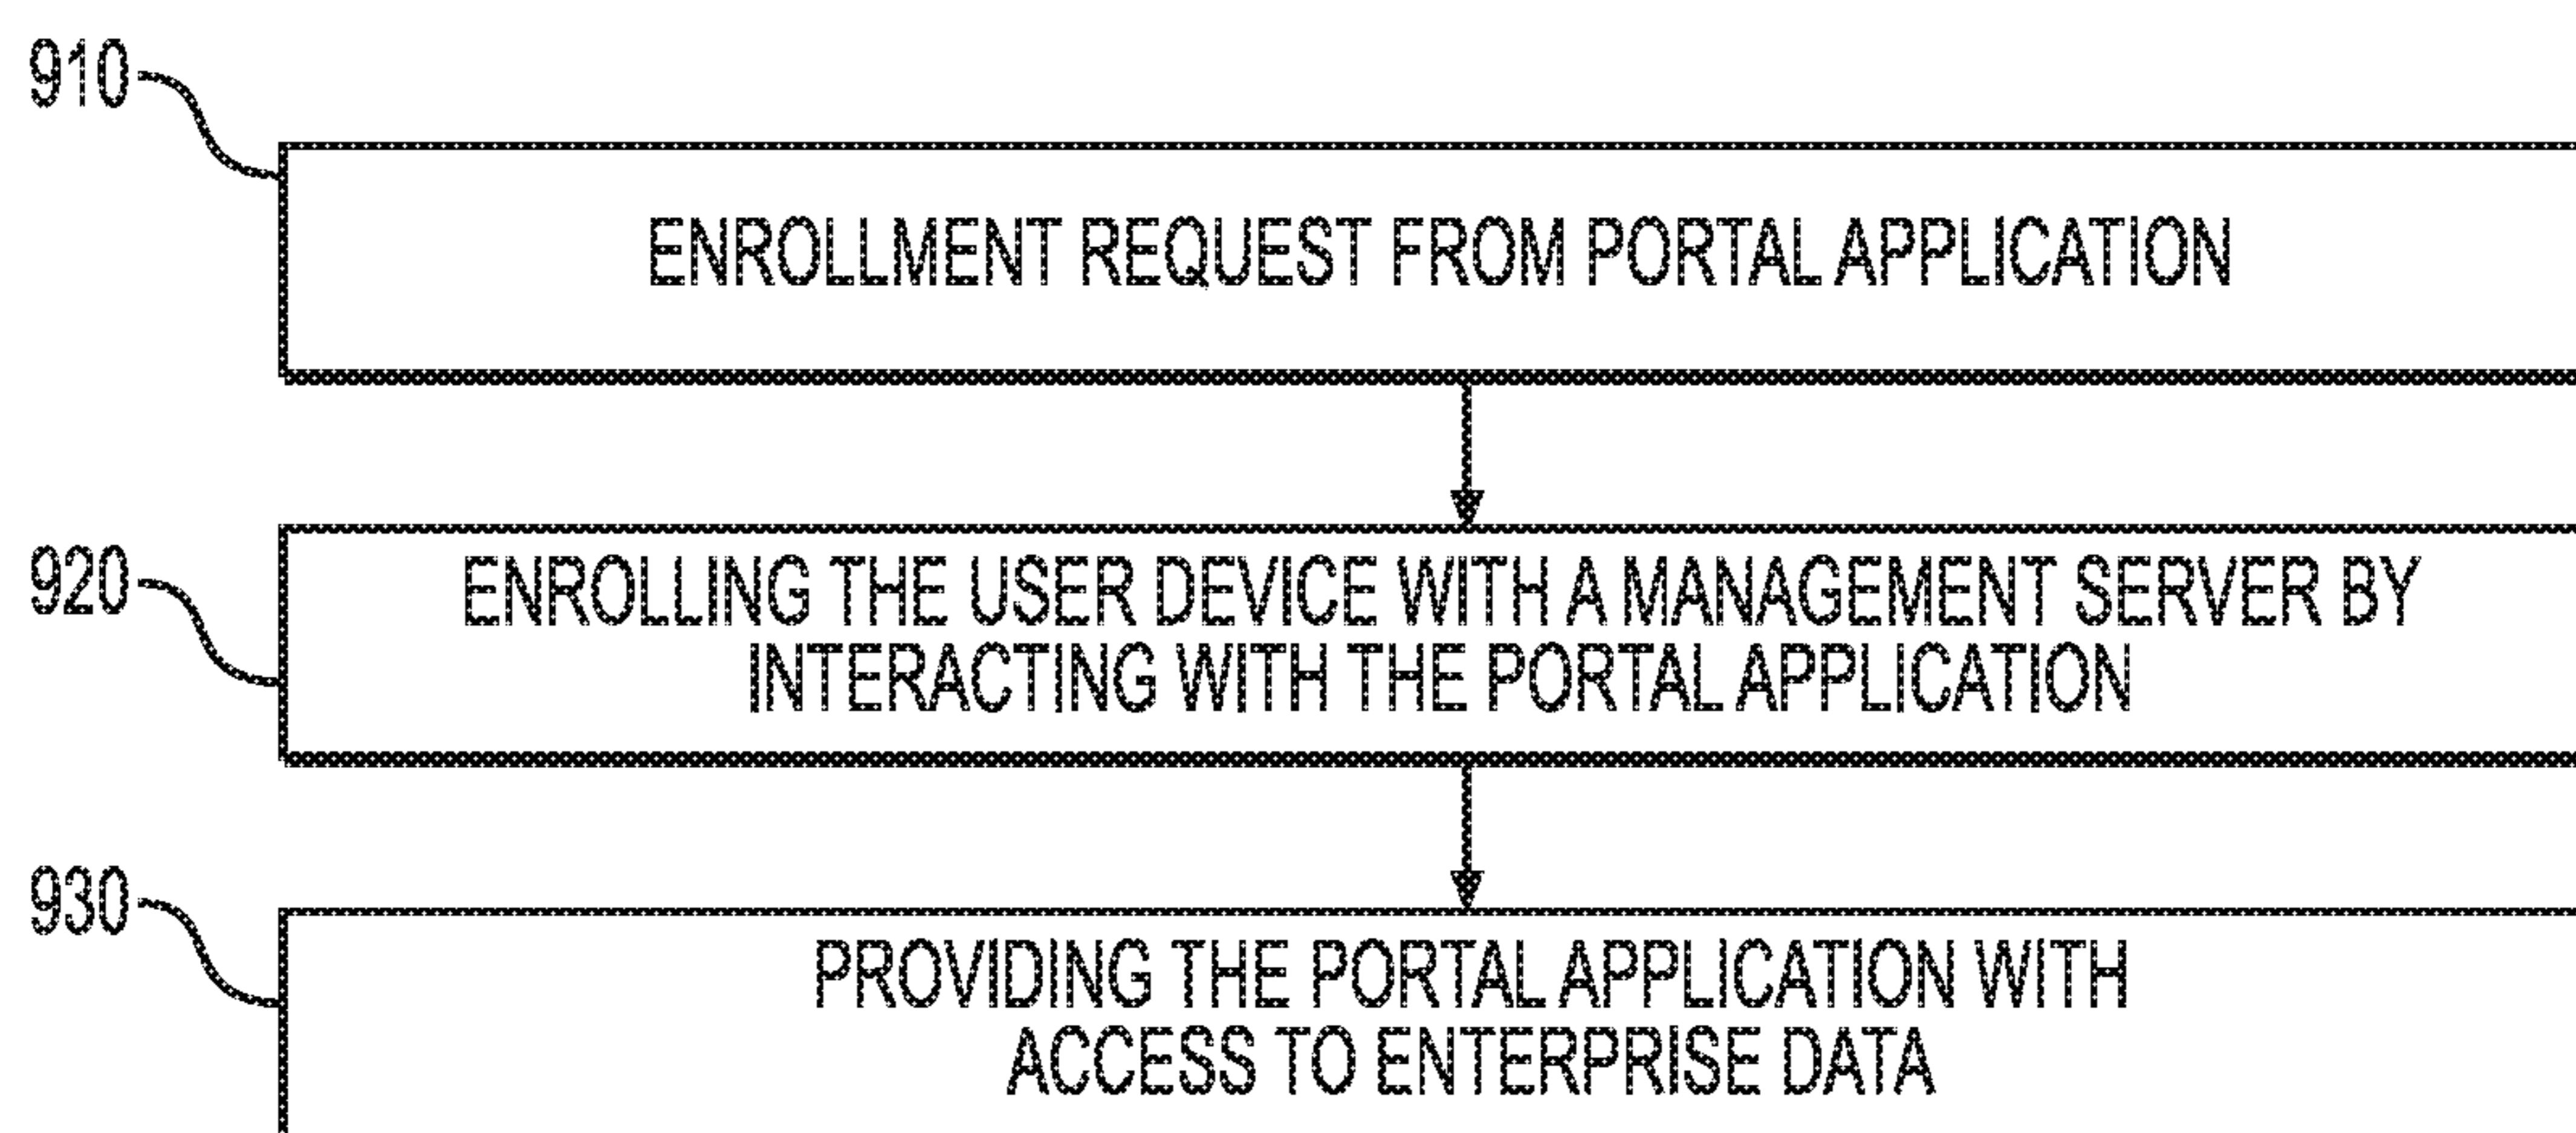 910
ENROLLMENT REQUEST FROM PORTAL APPLICATION
920
ENROLLING THE USER DEVICE WITH A MANAGEMENT SERVER BY
INTERACTING WITH THE PORTAL APPLICATION
930
PROVIDING THE PORTAL APPLICATION WITH
ACCESS TO ENTERPRISE DATA